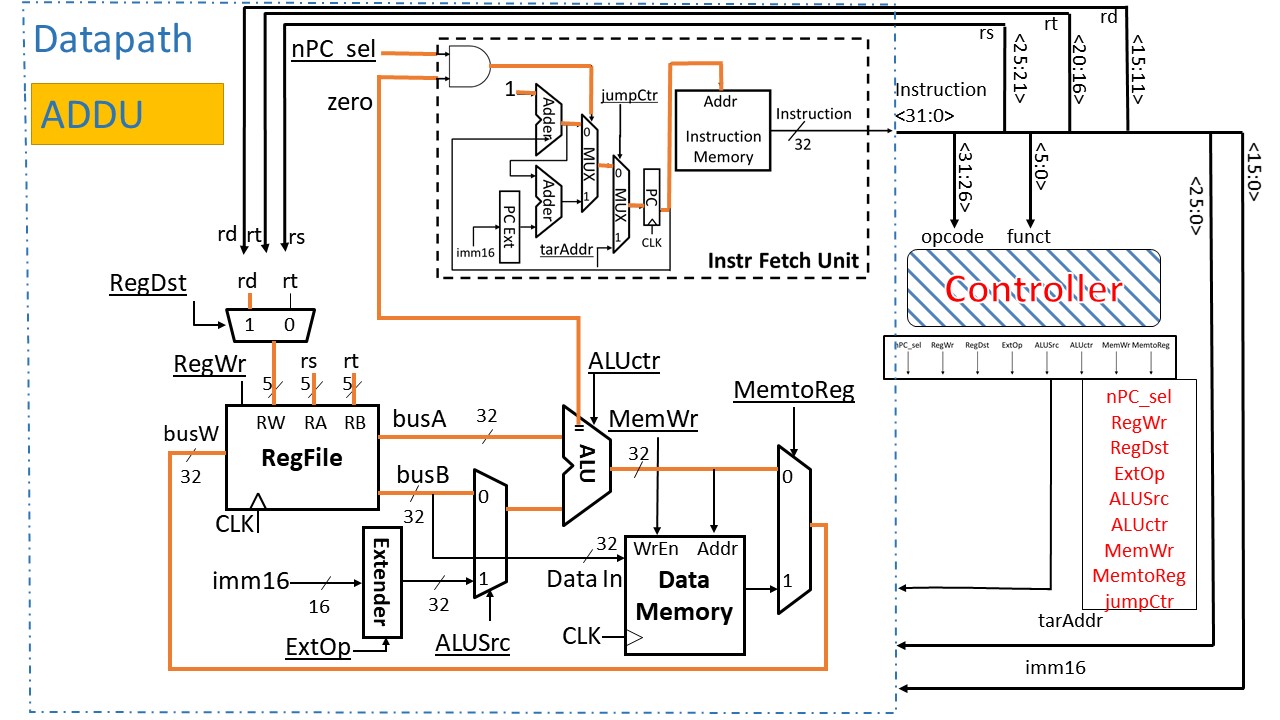 Datapath
ADDU
nPC_sel
zero
1
Adder
Adder
0
MUX
1
jumpCtr
0
MUX
1
PC
CLK
PC Ext
imm16
tarAddr
Addr
Instruction
Memory
Instruction
32
Instr Fetch Unit
rs
rt
rd
<25:21>
<20:16>
<15:11>
Instruction
<31:0>
<31:26>
<5:0>
<25:0>
<15:0>
opcode
funct
Controller
nPC_sel
RegWr
RegDst
ExtOp
ALUSrc
ALUctr
MemWr
MemtoReg
nPC_sel
RegWr
RegDst
ExtOp
ALUSrc
ALUctr
MemWr
MemtoReg
jumpCtr
tarAddr
imm16
rd
rt
rs
RegDst
rd
rt
1
0
RegWr
5
rs
5
rt
5
RW
RA
RB
RegFile
busW
32
CLK
busA
32
busB
32
0
1
ALUSrc
imm16
16
Extender
ExtOp
32
=
ALU
ALUctr
32
MemWr
32
Data In
WrEn
Addr
Data
Memory
CLK
MemtoReg
0
1